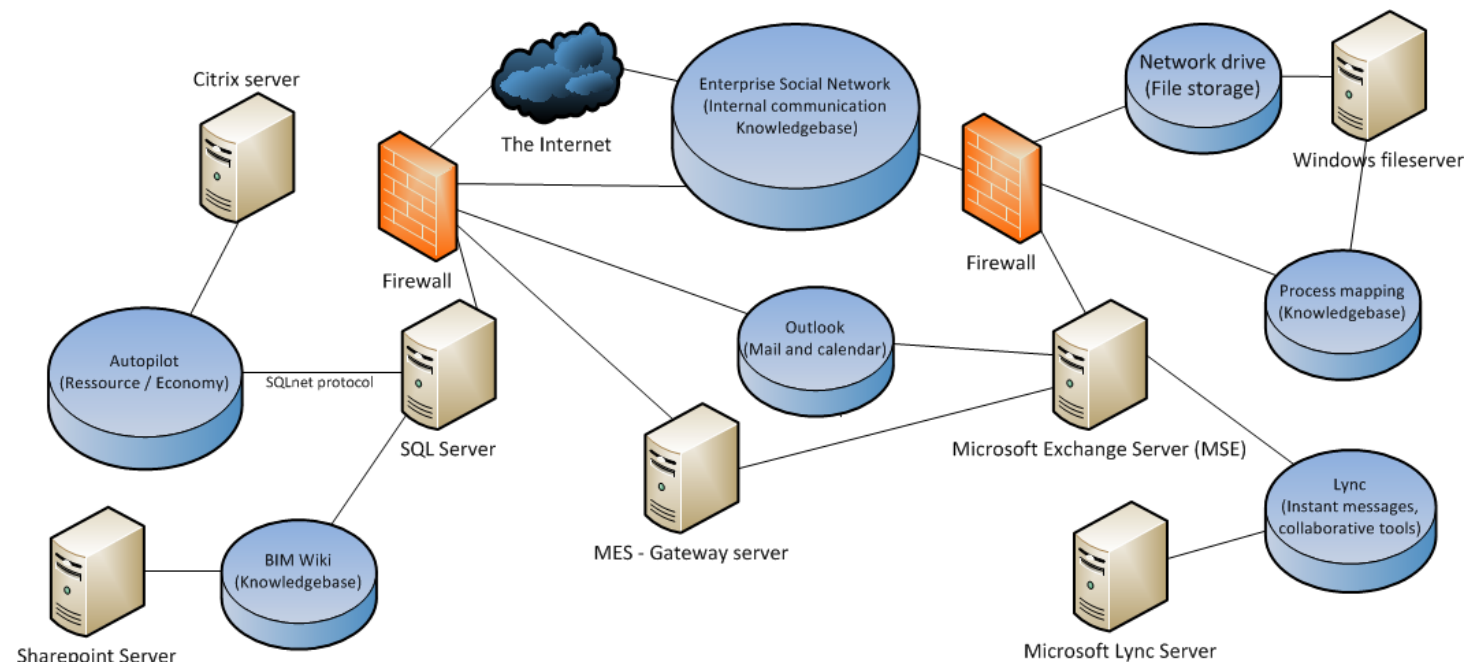 Citrix server
The Internet
Enterprise Social Network
(Internal communication
Knowledgebase)
Network drive
(File storage)
Windows fileserver
Firewall
Firewall
Process mapping
(Knowledgebase)
Outlook
(Mail and calendar)
Autopilot
(Ressource / Economy)
SQLnet protocol
SQL Server
Microsoft Exchange Server (MSE)
Lync
(Instant messages,
collaborative tools)
MES - Gateway server
BIM Wiki
(Knowledgebase)
Sharepoint Server
Microsoft Lync Server